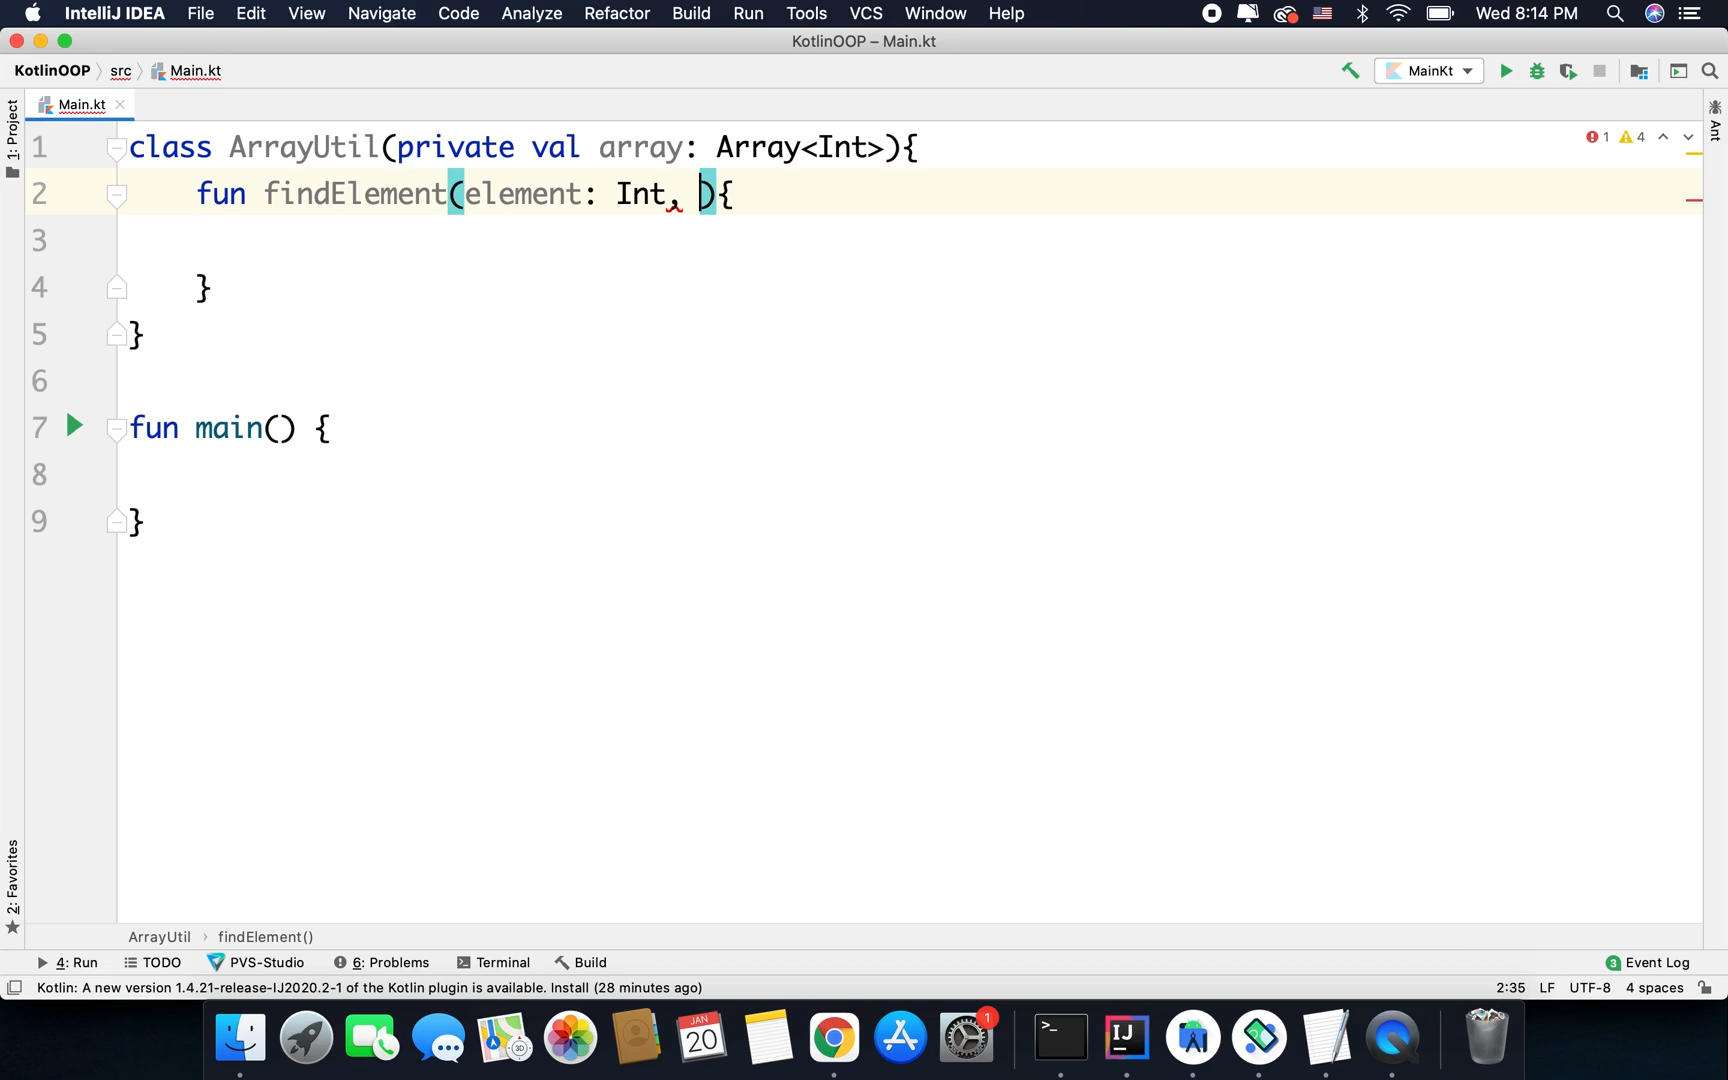 IntelliJ IDEA File Edit View Navigate Code Analyze Refactor Build Run Tools VCS Window Help Wed 8:14 PM
KotlinOOP – Main.kt
KotlinOOP src Main.kt MainKt
Main.kt
1: Project
Ant
1 class ArrayUtil(private val array: Array<Int>){ 1 4
2 fun findElement(element: Int, ){
3
4 }
5 }
6
7 fun main() {
8
9 }
2: Favorites
ArrayUtil › findElement()
4: Run TODO PVS-Studio 6: Problems Terminal Build 3 Event Log
Kotlin: A new version 1.4.21-release-IJ2020.2-1 of the Kotlin plugin is available. Install (28 minutes ago) 2:35 LF UTF-8 4 spaces
JAN
20
3D
1
>_
IJ